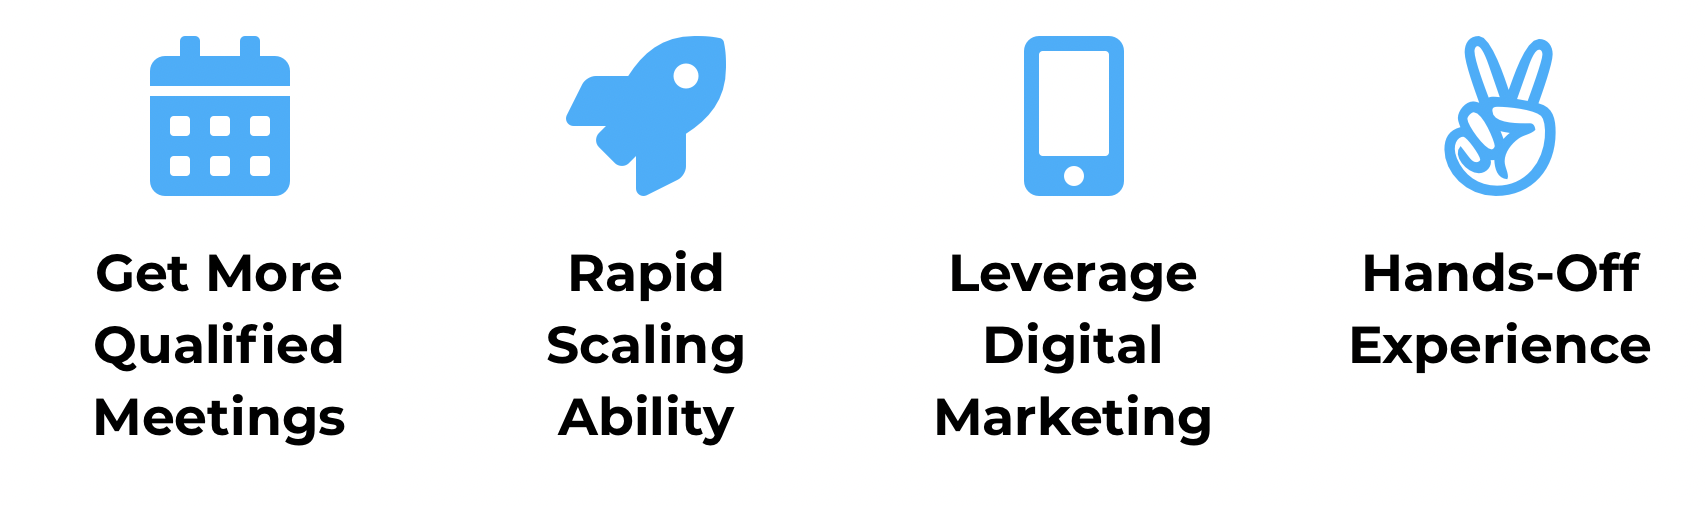 Get More
Qualified
Meetings
Rapid
Scaling
Ability
Leverage
Digital
Marketing
Hands-Off
Experience